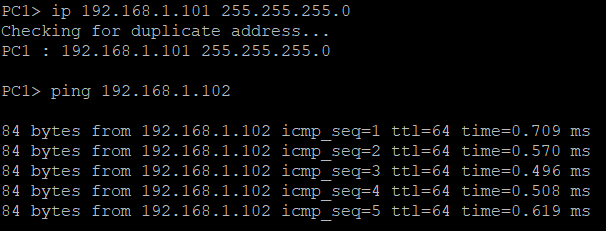 PC1> ip 192.168.1.101 255.255.255.0
Checking for duplicate address...
PC1 : 192.168.1.101 255.255.255.0
PC1> ping 192.168.1.102
84 bytes from 192.168.1.102 icmp_seq=1 ttl=64 time=0.709 ms
84 bytes from 192.168.1.102 icmp_seq=2 ttl=64 time=0.570 ms
84 bytes from 192.168.1.102 icmp_seq=3 ttl=64 time=0.496 ms
84 bytes from 192.168.1.102 icmp_seq=4 ttl=64 time=0.508 ms
84 bytes from 192.168.1.102 icmp_seq=5 ttl=64 time=0.619 ms